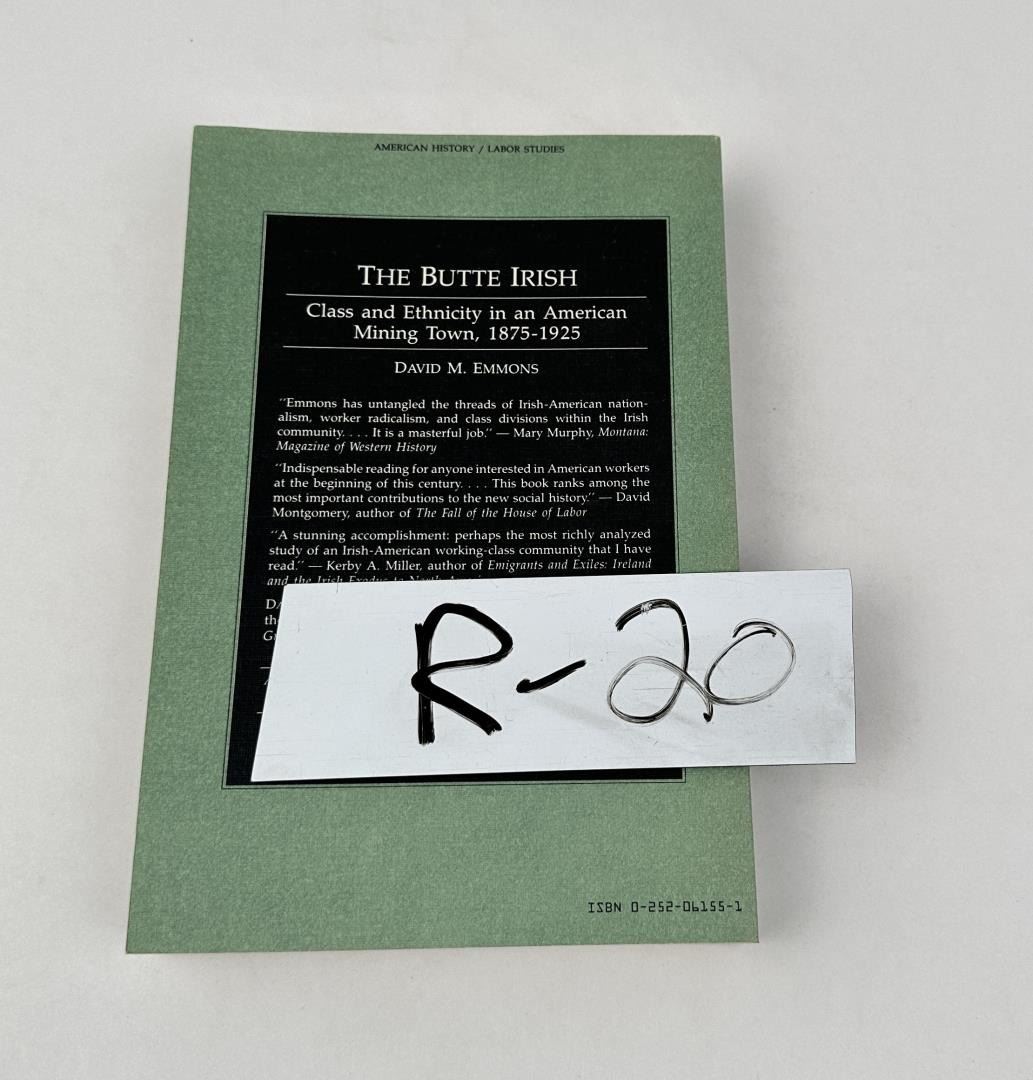 AMERICAN HISTORY / LABOR STUDIES
THE BUTTE IRISH
Class and Ethnicity in an American
Mining Town, 1875-1925
DAVID M. EMMONS
"Emmons has untangled the threads of Irish-American nation-
alism, worker radicalism, and class divisions within the Irish
community. . . . It is a masterful job." — Mary Murphy, Montana:
Magazine of Western History
"Indispensable reading for anyone interested in American workers
at the beginning of this century. . . . This book ranks among the
most important contributions to the new social history." — David
Montgomery, author of The Fall of the House of Labor
"A stunning accomplishment: perhaps the most richly analyzed
study of an Irish-American working-class community that I have
read." — Kerby A. Miller, author of Emigrants and Exiles: Ireland
and the Irish Exodus to North
R-20
ISBN 0-252-06155-1